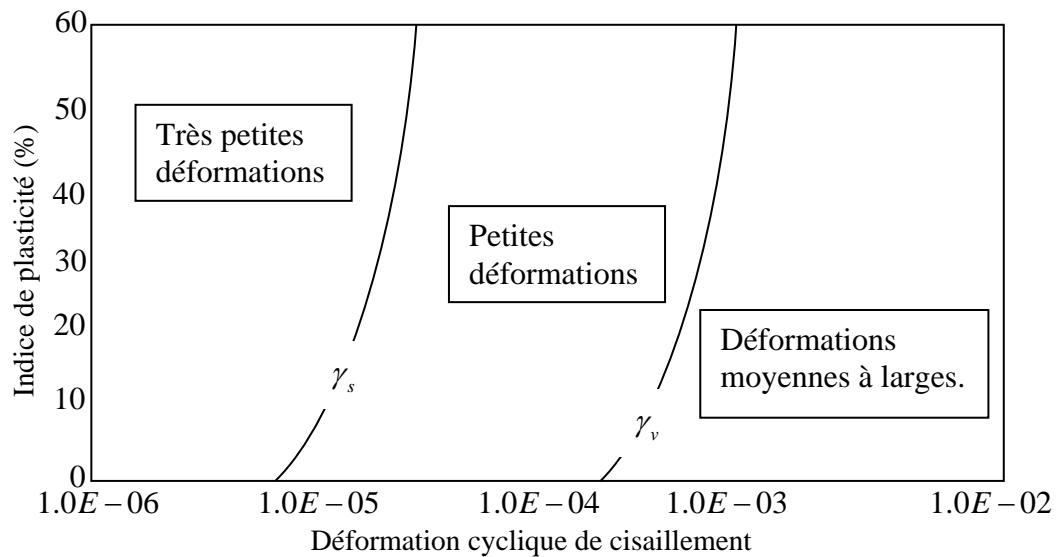 60
50
40
30
20
10
0
Indice de plasticité (%)
Très petites
déformations
Petites
déformations
Déformations
moyennes à larges.
γs
γv
1.0E − 06
1.0E − 05
1.0E − 04
1.0E − 03
1.0E − 02
Déformation cyclique de cisaillement